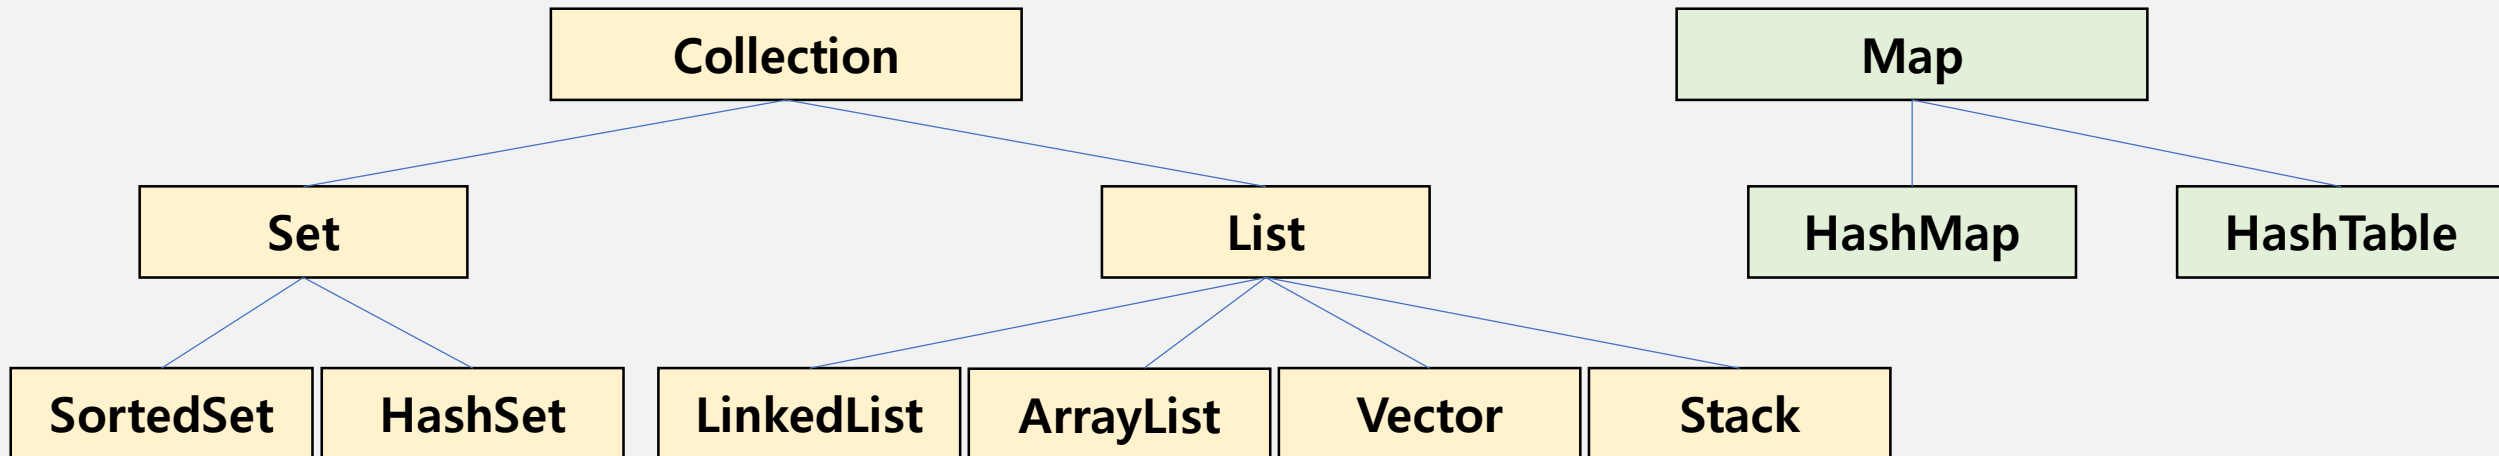 Collection
Map
Set
List
HashMap
HashTable
SortedSet
HashSet
LinkedList
ArrayList
Vector
Stack